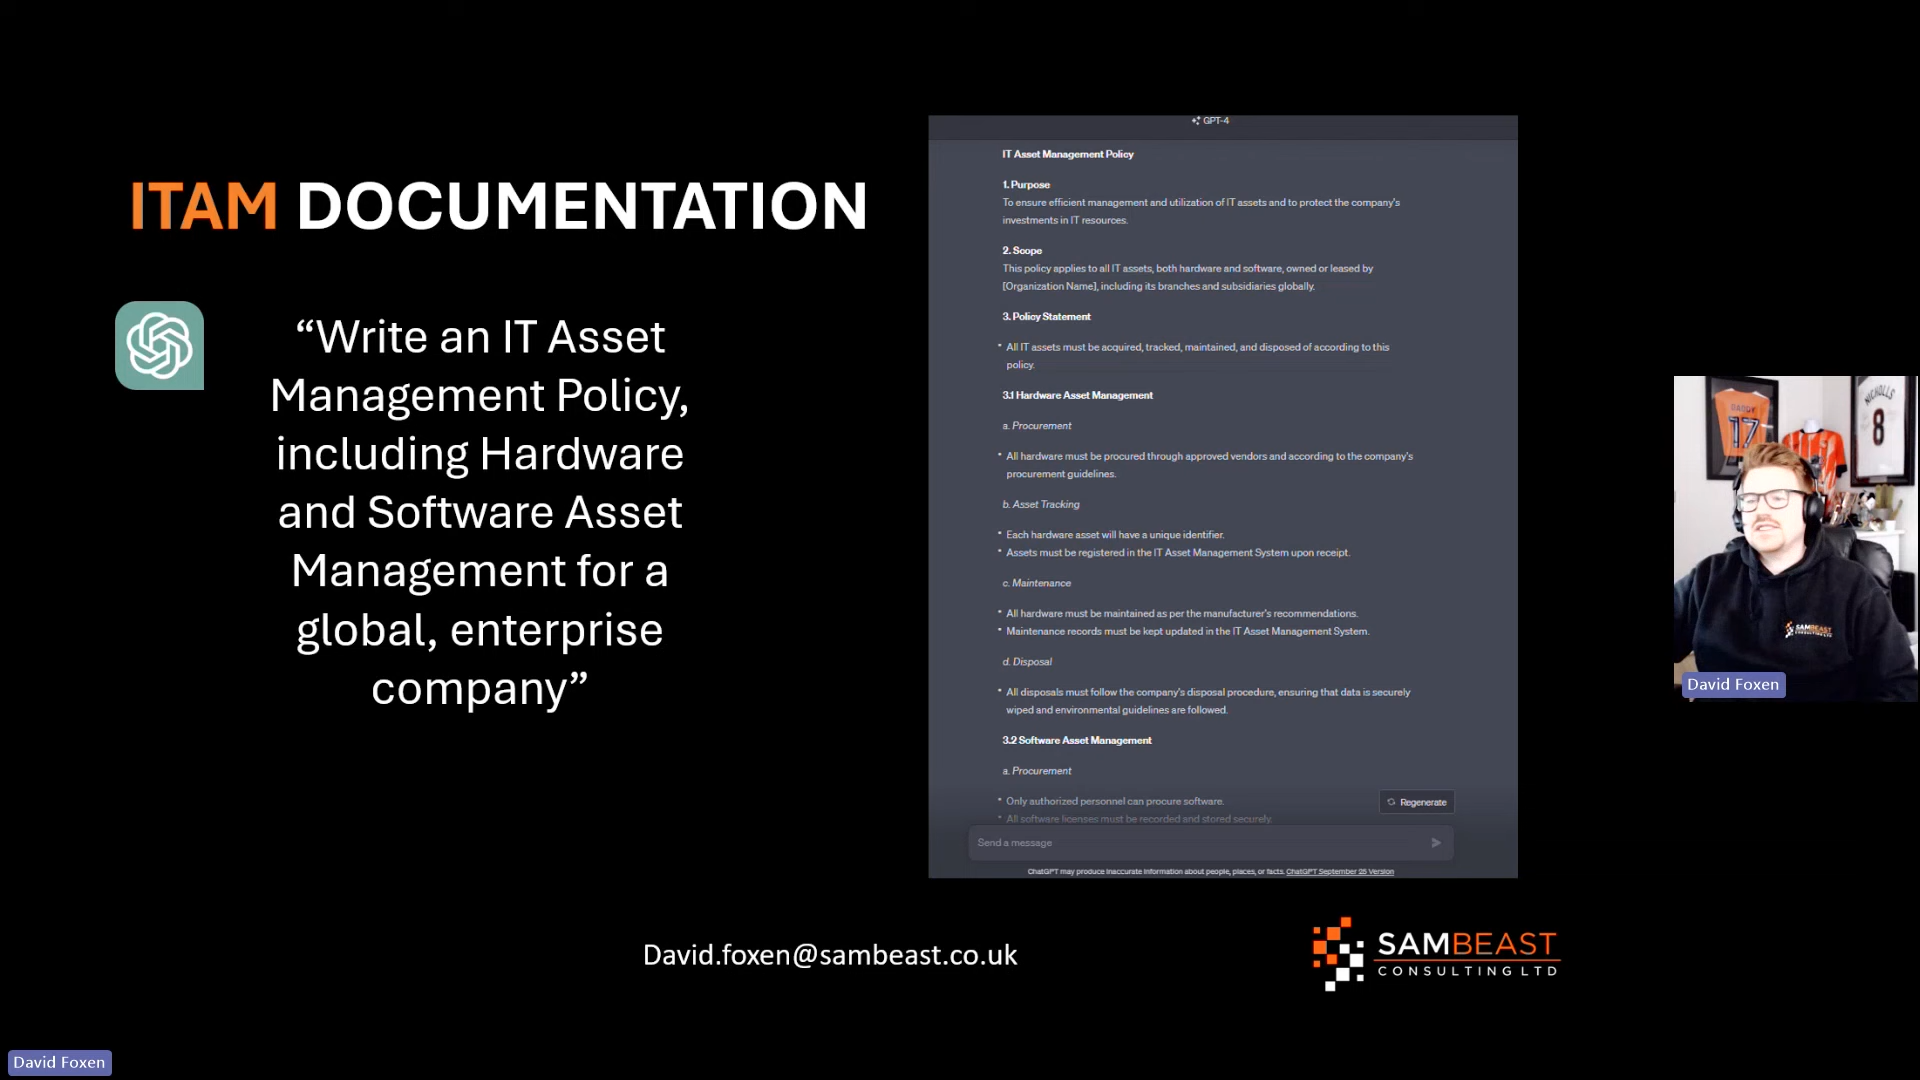 ITAM DOCUMENTATION
“Write an IT Asset
Management Policy,
including Hardware
and Software Asset
Management for a
global, enterprise
company”
GPT-4
IT Asset Management Policy
1. Purpose
To ensure efficient management and utilization of IT assets and to protect the company's
investments in IT resources.
2. Scope
This policy applies to all IT assets, both hardware and software, owned or leased by
[Organization Name], including its branches and subsidiaries globally.
3. Policy Statement
• All IT assets must be acquired, tracked, maintained, and disposed of according to this
policy.
3.1 Hardware Asset Management
a. Procurement
• All hardware must be procured through approved vendors and according to the company's
procurement guidelines.
b. Asset Tracking
• Each hardware asset will have a unique identifier.
• Assets must be registered in the IT Asset Management System upon receipt.
c. Maintenance
• All hardware must be maintained as per the manufacturer's recommendations.
• Maintenance records must be kept updated in the IT Asset Management System.
d. Disposal
• All disposals must follow the company's disposal procedure, ensuring that data is securely
wiped and environmental guidelines are followed.
3.2 Software Asset Management
a. Procurement
• Only authorized personnel can procure software.
• All software licenses must be recorded and stored securely.
Regenerate
Send a message
ChatGPT may produce inaccurate information about people, places, or facts. ChatGPT September 25 Version
DADDY
17
NICHOLLS
8
SAMBEAST
CONSULTING LTD
David Foxen
David.foxen@sambeast.co.uk
SAMBEAST
CONSULTING LTD
David Foxen